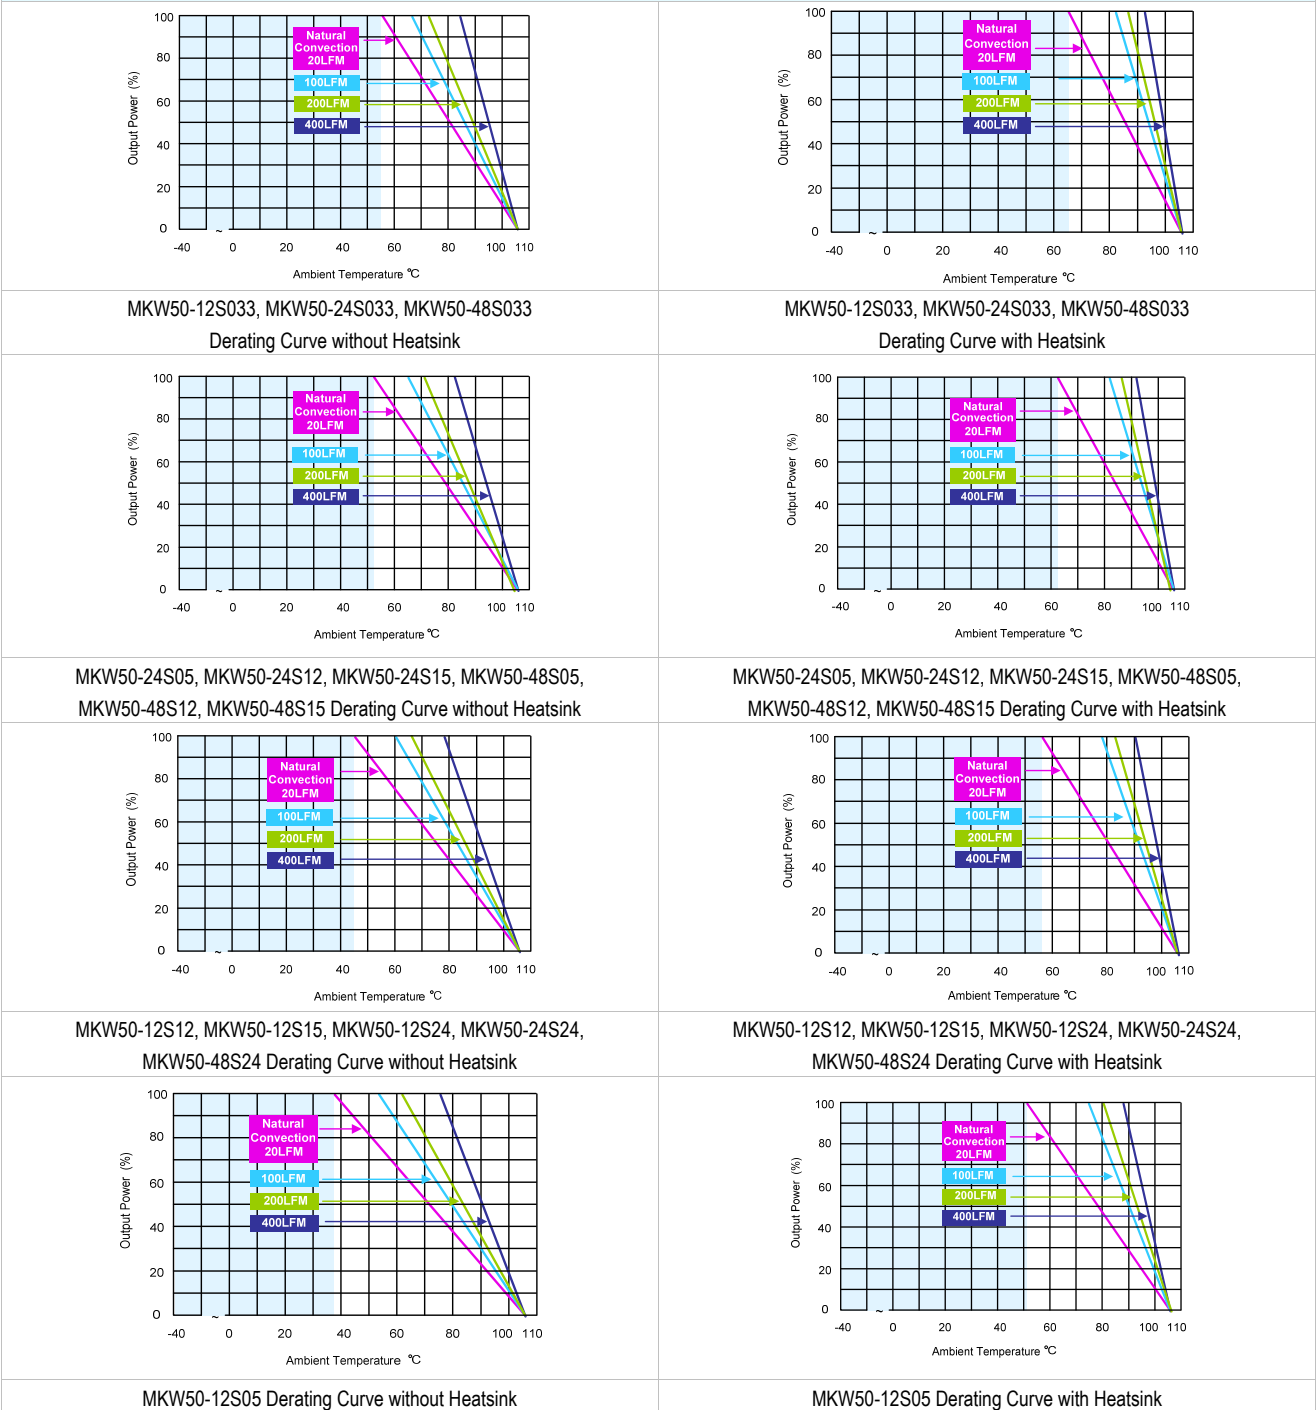 100
80
60
40
20
0
Output Power (%)
Natural
Convection
20LFM
100LFM
200LFM
400LFM
-40
~
0
20
40
60
80
100
110
Ambient Temperature °C
MKW50-12S033, MKW50-24S033, MKW50-48S033
Derating Curve without Heatsink
100
80
60
40
20
0
Output Power (%)
Natural
Convection
20LFM
100LFM
200LFM
400LFM
-40
~
0
20
40
60
80
100
110
Ambient Temperature °C
MKW50-12S033, MKW50-24S033, MKW50-48S033
Derating Curve with Heatsink
100
80
60
40
20
0
Output Power (%)
Natural
Convection
20LFM
100LFM
200LFM
400LFM
-40
~
0
20
40
60
80
100
110
Ambient Temperature °C
MKW50-24S05, MKW50-24S12, MKW50-24S15, MKW50-48S05,
MKW50-48S12, MKW50-48S15 Derating Curve without Heatsink
100
80
60
40
20
0
Output Power (%)
Natural
Convection
20LFM
100LFM
200LFM
400LFM
-40
~
0
20
40
60
80
100
110
Ambient Temperature °C
MKW50-24S05, MKW50-24S12, MKW50-24S15, MKW50-48S05,
MKW50-48S12, MKW50-48S15 Derating Curve with Heatsink
100
80
60
40
20
0
Output Power (%)
Natural
Convection
20LFM
100LFM
200LFM
400LFM
-40
~
0
20
40
60
80
100
110
Ambient Temperature °C
MKW50-12S12, MKW50-12S15, MKW50-12S24, MKW50-24S24,
MKW50-48S24 Derating Curve without Heatsink
100
80
60
40
20
0
Output Power (%)
Natural
Convection
20LFM
100LFM
200LFM
400LFM
-40
~
0
20
40
60
80
100
110
Ambient Temperature °C
MKW50-12S12, MKW50-12S15, MKW50-12S24, MKW50-24S24,
MKW50-48S24 Derating Curve with Heatsink
100
80
60
40
20
0
Output Power (%)
Natural
Convection
20LFM
100LFM
200LFM
400LFM
-40
~
0
20
40
60
80
100
110
Ambient Temperature °C
MKW50-12S05 Derating Curve without Heatsink
100
80
60
40
20
0
Output Power (%)
Natural
Convection
20LFM
100LFM
200LFM
400LFM
-40
~
0
20
40
60
80
100
110
Ambient Temperature °C
MKW50-12S05 Derating Curve with Heatsink